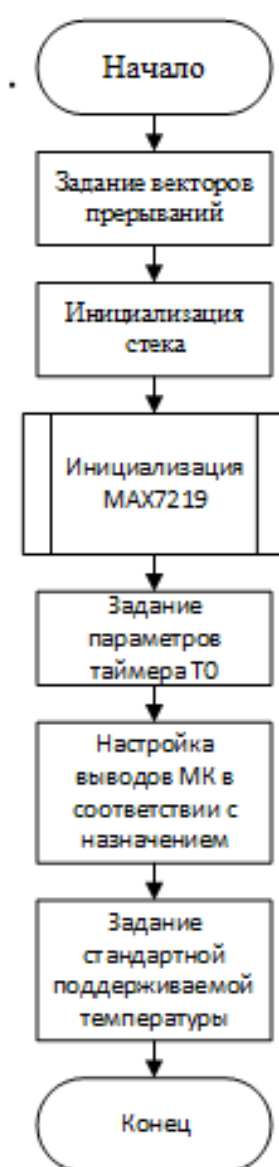 Начало
Задание векторов
прерываний
Инициализация
стека
Инициализация
MAX7219
Задание
параметров
таймера T0
Настройка
выводов МК в
соответствии с
назначением
Задание
стандартной
поддерживаемой
температуры
Конец